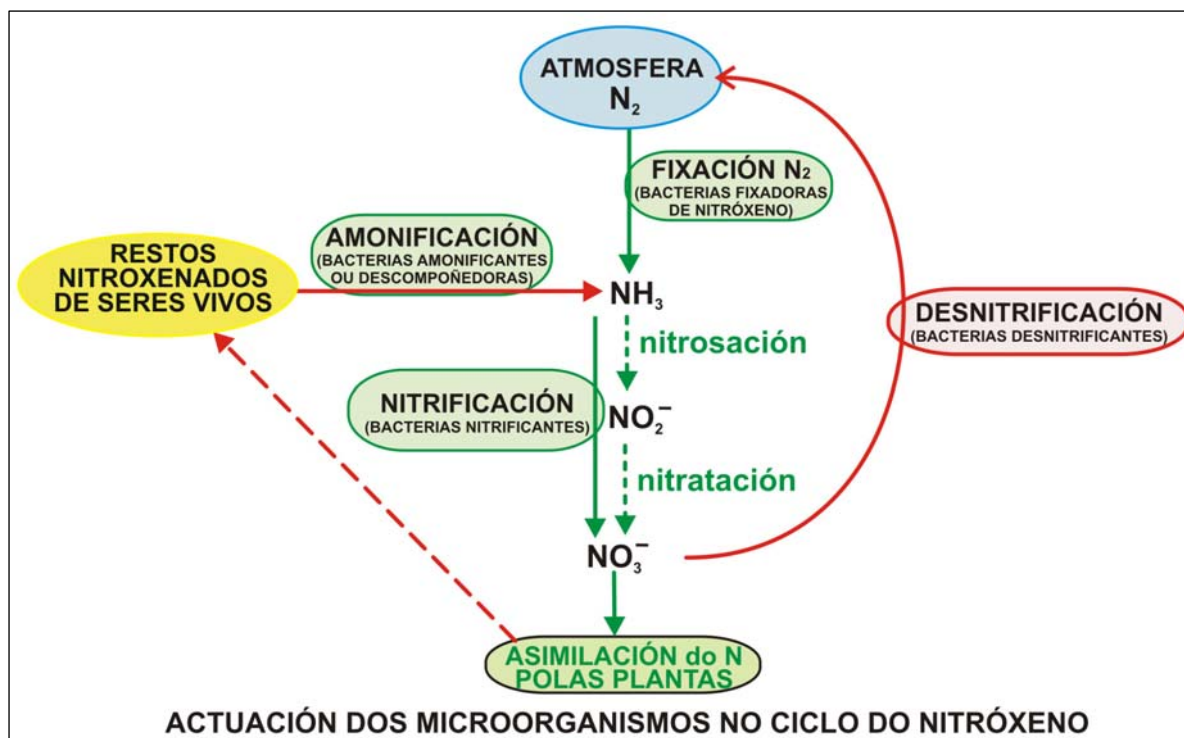 ATMOSFERA
N₂
FIXACIÓN N₂
(BACTERIAS FIXADORAS
DE NITRÓXENO)
AMONIFICACIÓN
(BACTERIAS AMONIFICANTES
OU DESCOMPOÑEDORAS)
RESTOS
NITROXENADOS
DE SERES VIVOS
NH₃
DESNITRIFICACIÓN
(BACTERIAS DESNITRIFICANTES)
nitrosación
NITRIFICACIÓN
(BACTERIAS NITRIFICANTES)
NO₂⁻
nitratación
NO₃⁻
ASIMILACIÓN do N
POLAS PLANTAS
ACTUACIÓN DOS MICROORGANISMOS NO CICLO DO NITRÓXENO